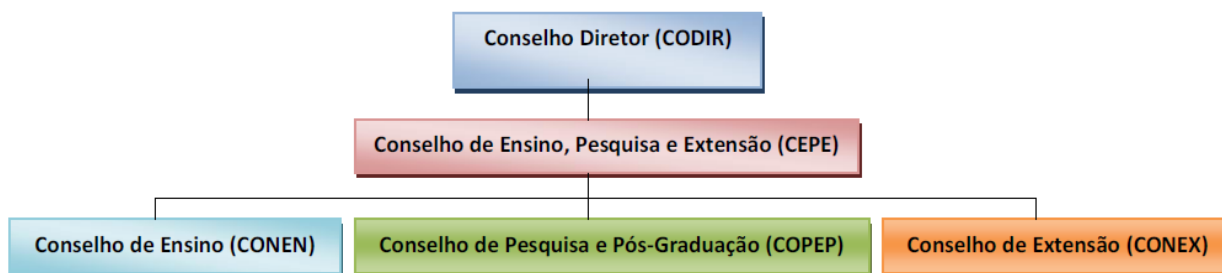 Conselho Diretor (CODIR)
Conselho de Ensino, Pesquisa e Extensão (CEPE)
Conselho de Ensino (CONEN)
Conselho de Pesquisa e Pós-Graduação (COPEP)
Conselho de Extensão (CONEX)